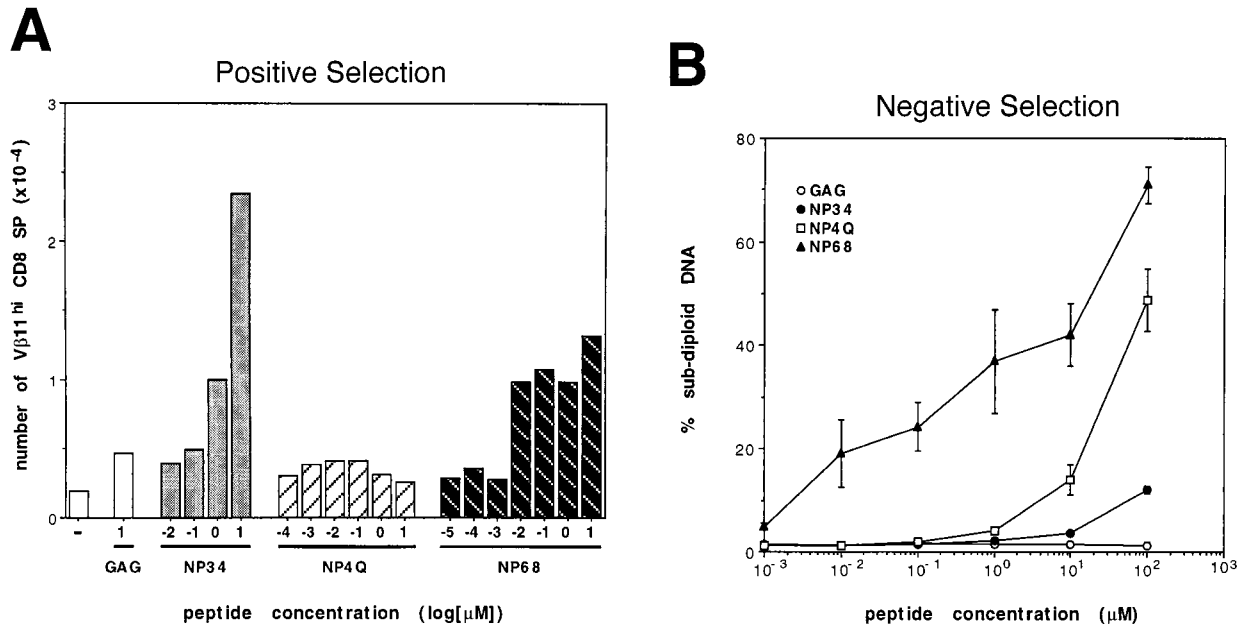 A
Positive Selection
number of Vβ11hi CD8 SP (x10-4)
3
2
1
0
– 1 -2 -1 0 1 -4 -3 -2 -1 0 1 -5 -4 -3 -2 -1 0 1
GAG NP34 NP4Q NP68
peptide concentration (log[μM])
B
Negative Selection
% sub-diploid DNA
80
60
40
20
0
GAG
NP34
NP4Q
NP68
10-3 10-2 10-1 100 101 102 103
peptide concentration (μM)